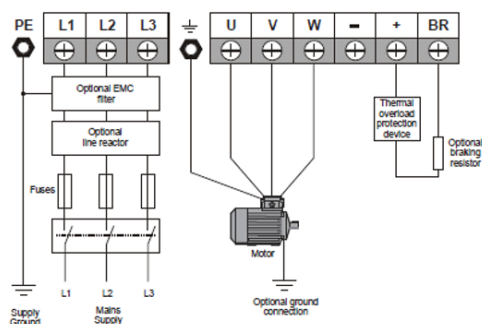 PE L1 L2 L3 U V W - + BR
Optional EMC
filter
Optional
line reactor
Fuses
Thermal
overload
protection
device
Optional
braking
resistor
Motor
L1 L2 L3
Supply
Ground
Mains
Supply
Optional ground
connection